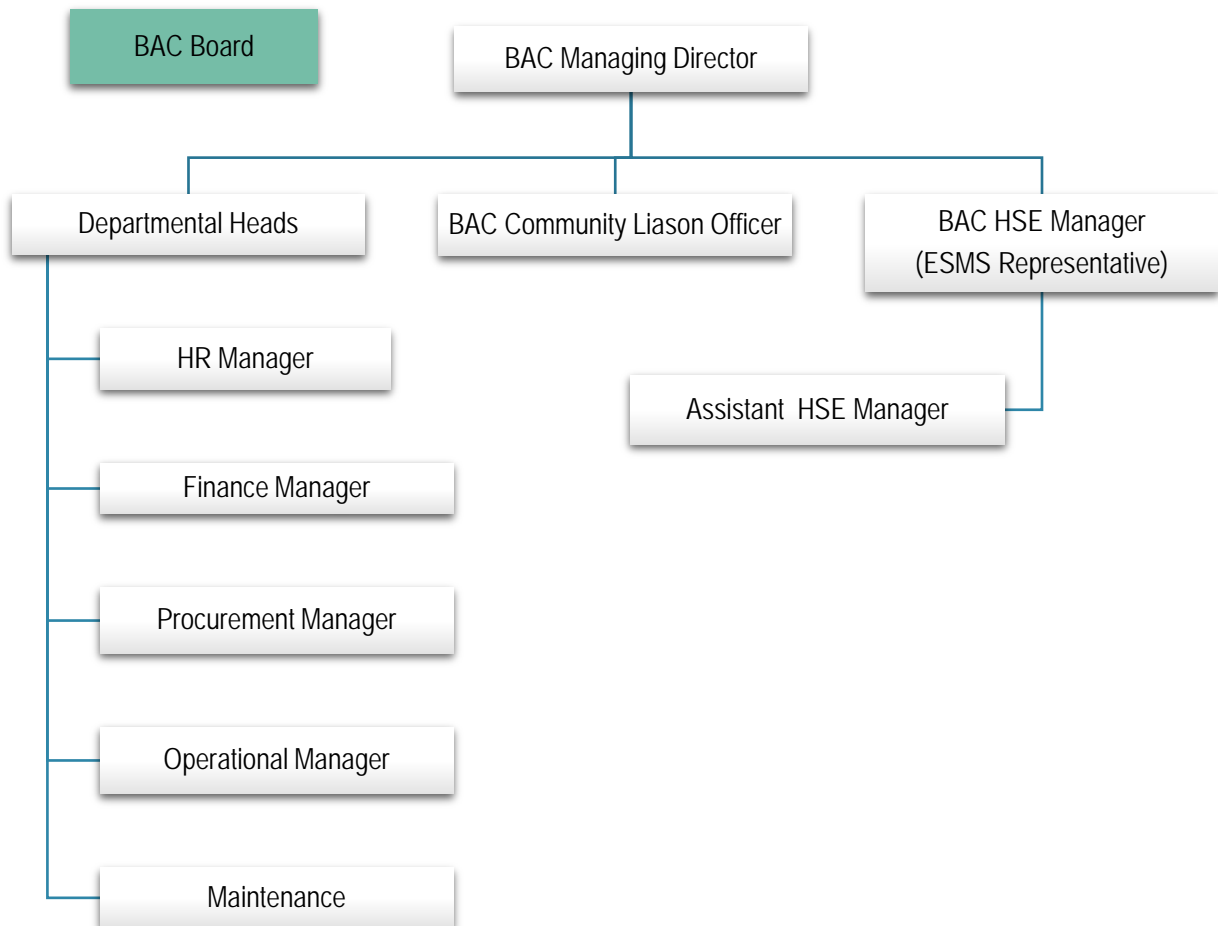 BAC Board
BAC Managing Director
Departmental Heads
BAC Community Liason Officer
BAC HSE Manager
(ESMS Representative)
HR Manager
Assistant HSE Manager
Finance Manager
Procurement Manager
Operational Manager
Maintenance